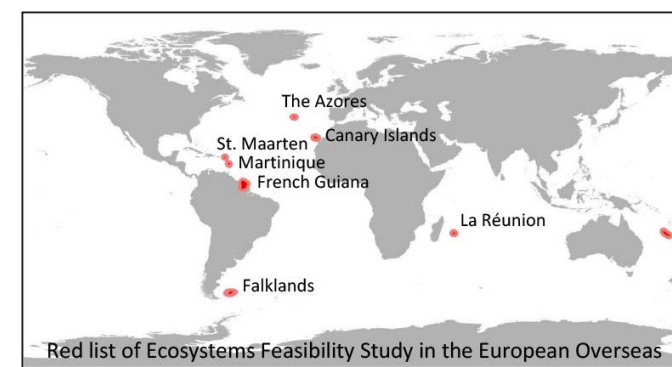 The Azores
Canary Islands
St. Maarten
Martinique
French Guiana
La Réunion
Falklands
Red list of Ecosystems Feasibility Study in the European Overseas